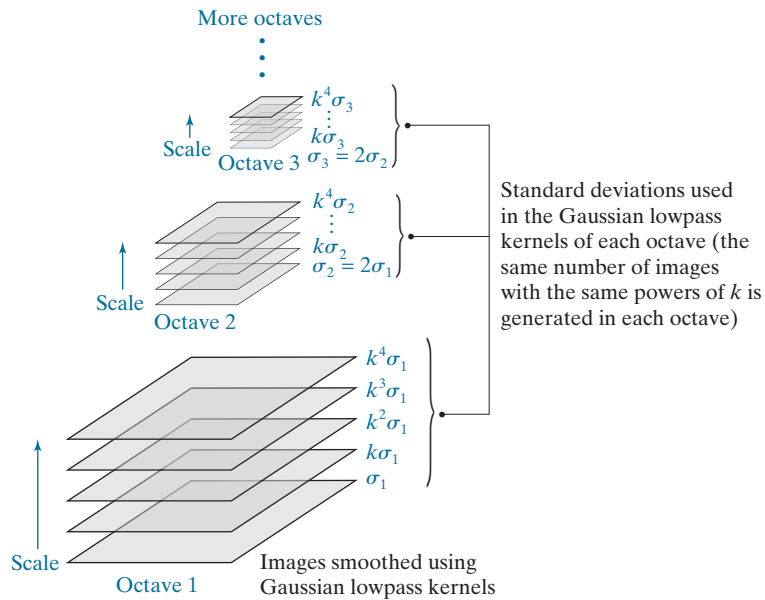 More octaves
k⁴σ₃
⋮
kσ₃
σ₃ = 2σ₂
Scale
Octave 3
k⁴σ₂
⋮
kσ₂
σ₂ = 2σ₁
Scale
Octave 2
Standard deviations used
in the Gaussian lowpass
kernels of each octave (the
same number of images
with the same powers of k is
generated in each octave)
k⁴σ₁
k³σ₁
k²σ₁
kσ₁
σ₁
Scale
Octave 1
Images smoothed using
Gaussian lowpass kernels